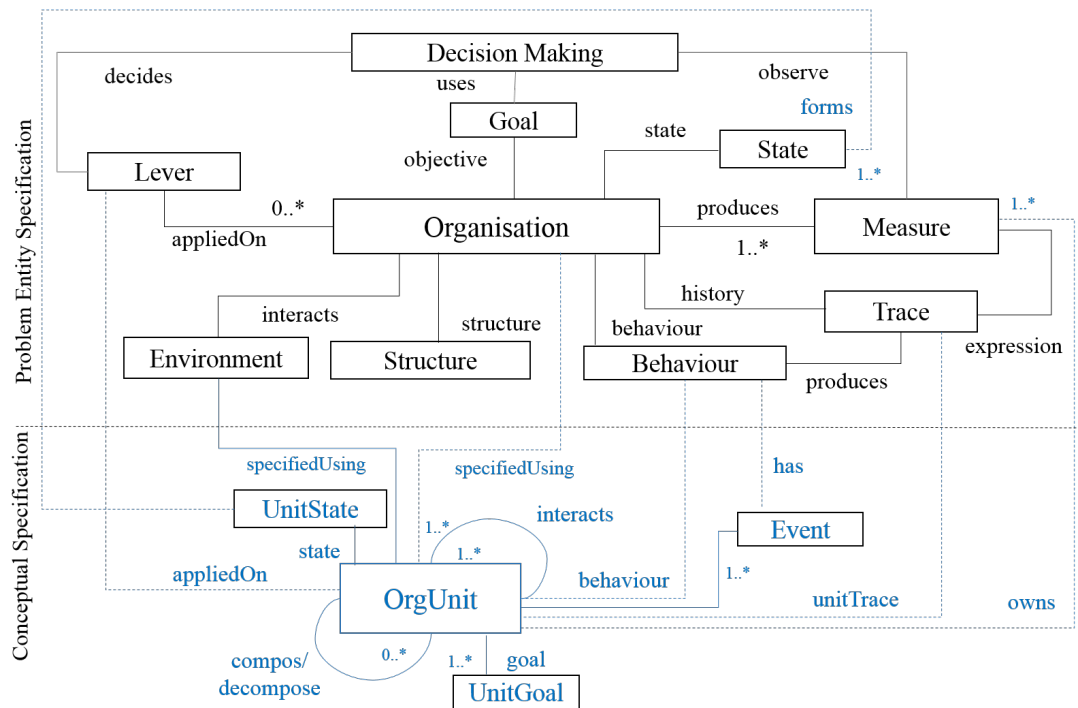 Problem Entity Specification
Conceptual Specification
Decision Making
decides
uses
observe
forms
Goal
state
State
objective
Lever
1..*
0..*
Organisation
produces
1..*
Measure
1..*
appliedOn
history
Trace
interacts
structure
behaviour
expression
Environment
Structure
Behaviour
produces
specifiedUsing
specifiedUsing
has
UnitState
1..*
interacts
Event
state
1..*
1..*
appliedOn
OrgUnit
behaviour
unitTrace
owns
0..*
1..*
goal
compos/
decompose
UnitGoal